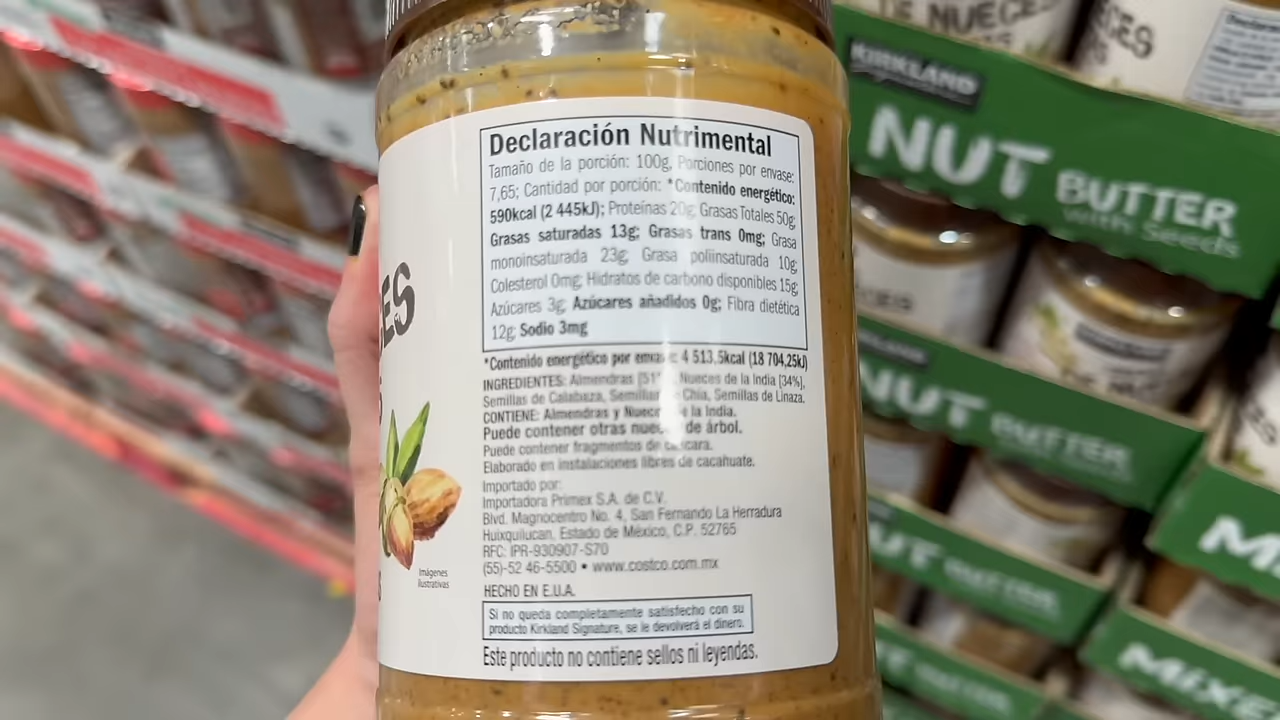 Declaración Nutrimental
Tamaño de la porción: 100g, Porciones por envase:
7,65; Cantidad por porción: *Contenido energético:
590kcal (2 445kJ); Proteínas 20g; Grasas Totales 50g;
Grasas saturadas 13g; Grasas trans 0mg; Grasa
monoinsaturada 23g; Grasa poliinsaturada 10g;
Colesterol 0mg; Hidratos de carbono disponibles 15g;
Azúcares 3g; Azúcares añadidos 0g; Fibra dietética
12g; Sodio 3mg
*Contenido energético por envase: 4 513,5kcal (18 704,25kJ)
INGREDIENTES: Almendras [51%], Nueces de la India [34%],
Semillas de Calabaza, Semillas Chía, Semillas de Linaza.
CONTIENE: Almendras y Nueces de la India.
Puede contener otras nueces de árbol.
Puede contener fragmentos de cáscara.
Elaborado en instalaciones libres de cacahuate.
Importado por:
Importadora Primex S.A. de C.V.
Blvd. Magnocentro No. 4, San Fernando La Herradura
Huixquilucan, Estado de México, C.P. 52765
RFC: IPR-930907-S70
(55)-52 46-5500 • www.costco.com.mx
HECHO EN E.U.A.
Si no queda completamente satisfecho con su
producto Kirkland Signature, se le devolverá el dinero.
Este producto no contiene sellos ni leyendas.
ES
Imágenes
ilustrativas
DE NUECES
KIRKLAND
NUT BUTTER
with Seeds
NUT BUTTER
NUT BUTTER
NUT BUTTER